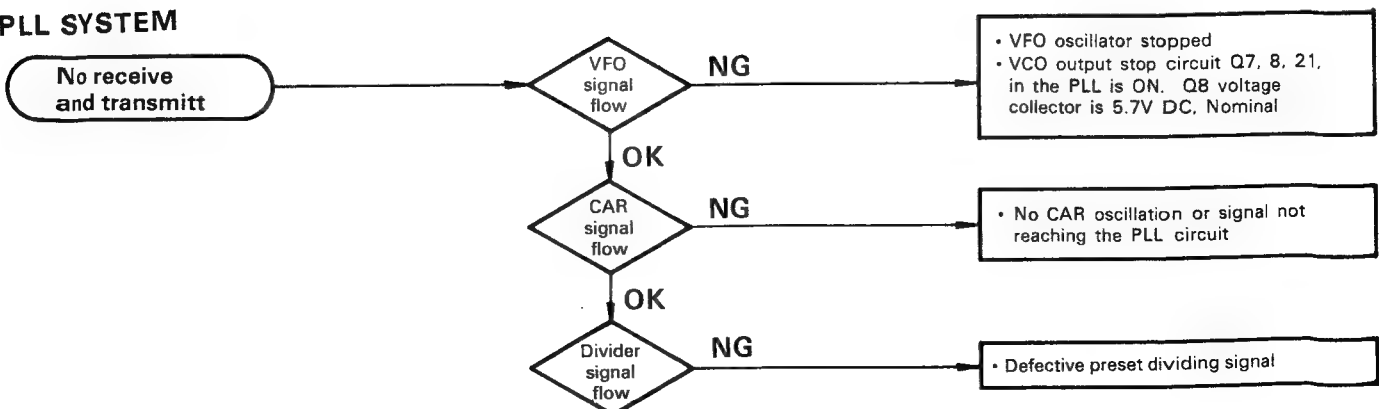 PLL SYSTEM
No receive
and transmitt
VFO
signal
flow
NG
• VFO oscillator stopped
• VCO output stop circuit Q7, 8, 21,
in the PLL is ON. Q8 voltage
collector is 5.7V DC, Nominal
OK
CAR
signal
flow
NG
• No CAR oscillation or signal not
reaching the PLL circuit
OK
Divider
signal
flow
NG
• Defective preset dividing signal